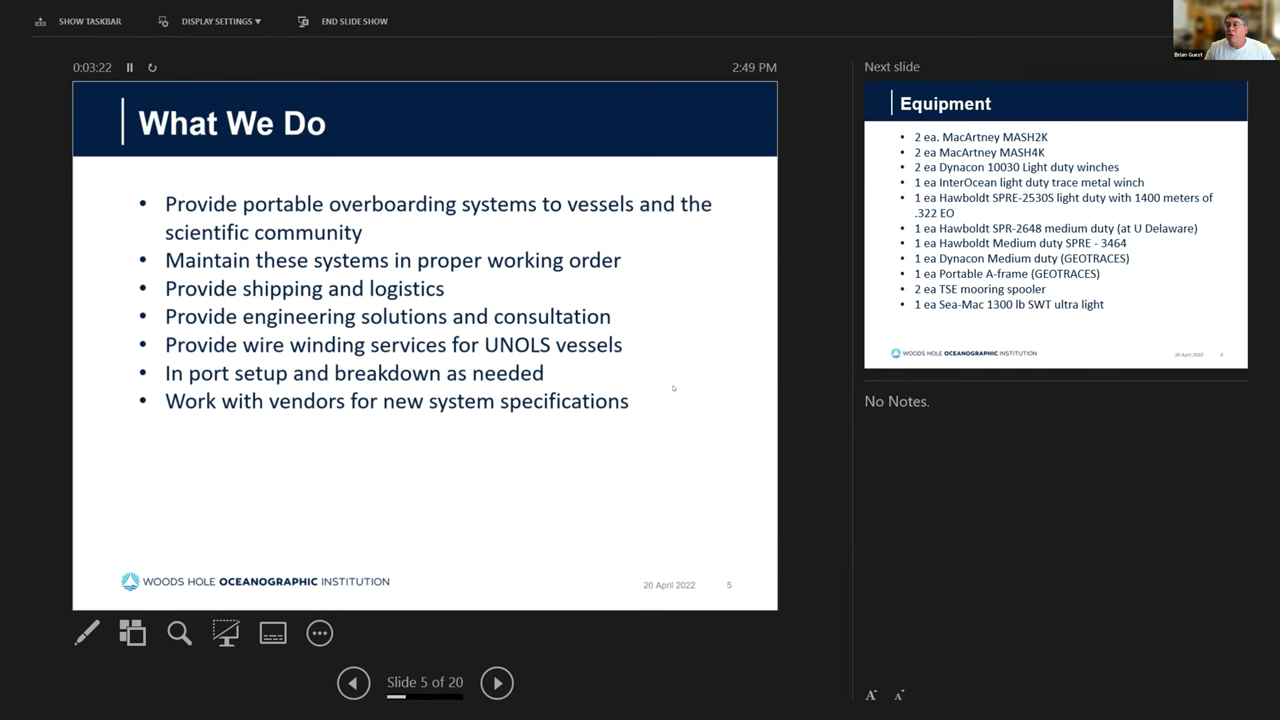 SHOW TASKBAR
DISPLAY SETTINGS
END SLIDE SHOW
Brian Guest
0:03:22
2:49 PM
What We Do
• Provide portable overboarding systems to vessels and the
scientific community
• Maintain these systems in proper working order
• Provide shipping and logistics
• Provide engineering solutions and consultation
• Provide wire winding services for UNOLS vessels
• In port setup and breakdown as needed
• Work with vendors for new system specifications
WOODS HOLE OCEANOGRAPHIC INSTITUTION
20 April 2022
5
Slide 5 of 20
Next slide
Equipment
• 2 ea. MacArtney MASH2K
• 2 ea MacArtney MASH4K
• 2 ea Dynacon 10030 Light duty winches
• 1 ea InterOcean light duty trace metal winch
• 1 ea Hawboldt SPRE-2530S light duty with 1400 meters of
.322 EO
• 1 ea Hawboldt SPR-2648 medium duty (at U Delaware)
• 1 ea Hawboldt Medium duty SPRE - 3464
• 1 ea Dynacon Medium duty (GEOTRACES)
• 1 ea Portable A-frame (GEOTRACES)
• 2 ea TSE mooring spooler
• 1 ea Sea-Mac 1300 lb SWT ultra light
WOODS HOLE OCEANOGRAPHIC INSTITUTION
20 April 2022
No Notes.
A A